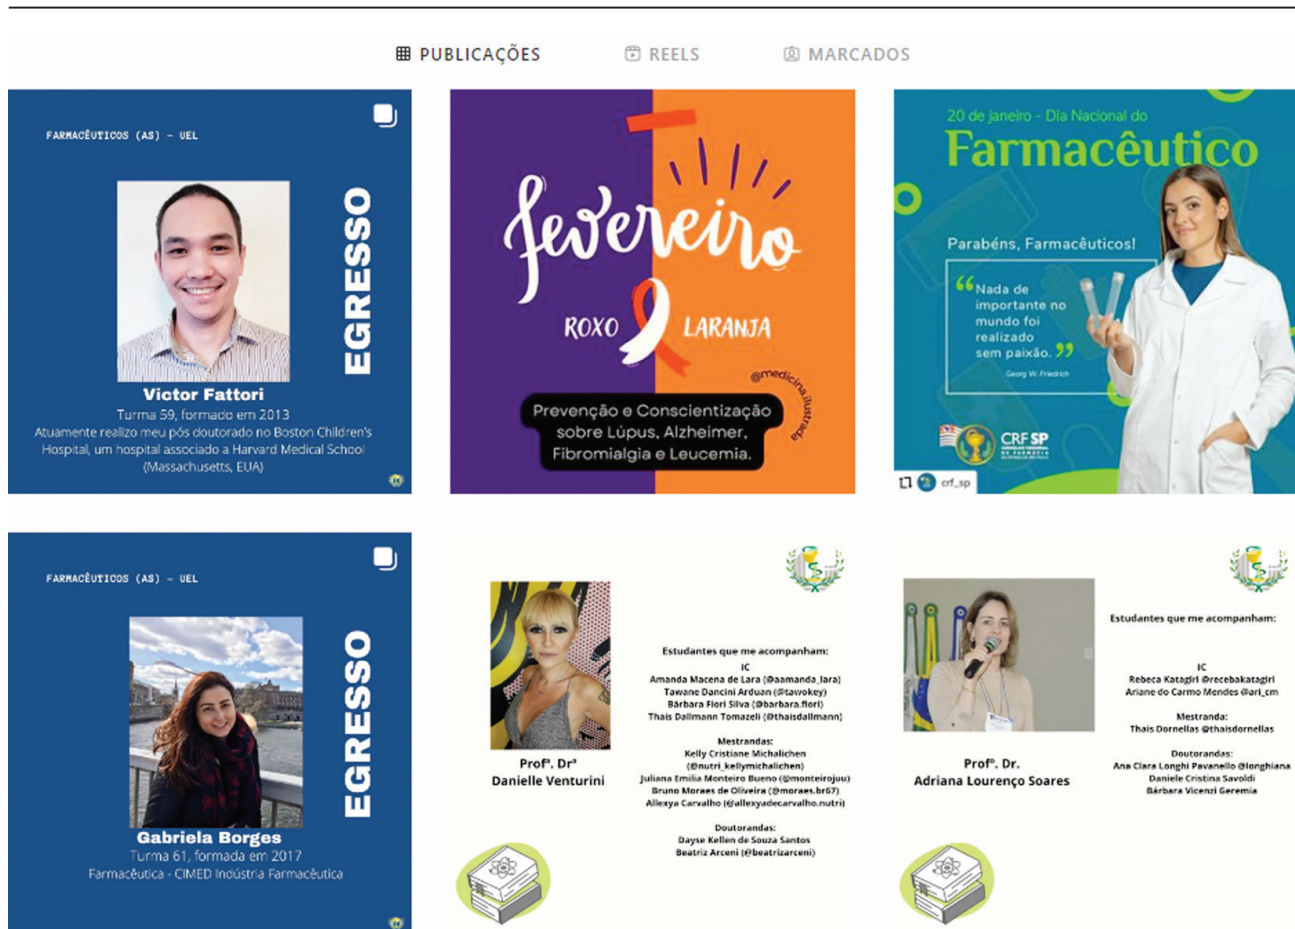 PUBLICAÇÕES
REELS
MARCADOS
FARMACÊUTICOS (AS) – UEL
EGRESSO
Victor Fattori
Turma 59, formado em 2013
Atuamente realizo meu pós doutorado no Boston Children's
Hospital, um hospital associado a Harvard Medical School
(Massachusetts, EUA)
fevereiro
ROXO
LARANJA
@medicina.ilustrada
Prevenção e Conscientização
sobre Lúpus, Alzheimer,
Fibromialgia e Leucemia.
20 de janeiro - Dia Nacional do
Farmacêutico
Parabéns, Farmacêuticos!
“Nada de
importante no
mundo foi
realizado
sem paixão.”
Georg W. Friedrich
CRF SP
crf_sp
FARMACÊUTICOS (AS) – UEL
EGRESSO
Gabriela Borges
Turma 61, formada em 2017
Farmacêutica - CIMED Indústria Farmacêutica
Profª. Drª
Danielle Venturini
Estudantes que me acompanham:
IC
Amanda Macena de Lara (@aamanda_lara)
Tawane Dancini Arduan (@tawokey)
Bárbara Fiori Silva (@barbara.fiori)
Thais Dallmann Tomazeli (@thaisdallmann)
Mestrandas:
Kelly Cristiane Michalichen
(@nutri_kellymichalichen)
Juliana Emilia Monteiro Bueno (@monteirojuu)
Bruno Moraes de Oliveira (@moraes.br67)
Allexya Carvalho (@allexyadecarvalho.nutri)
Doutorandas:
Dayse Kellen de Souza Santos
Beatriz Arceni (@beatrizarceni)
Profº. Dr.
Adriana Lourenço Soares
Estudantes que me acompanham:
IC
Rebeca Katagiri @recebakatagiri
Ariane do Carmo Mendes @ari_cm
Mestranda:
Thais Dornellas @thaisdornellas
Doutorandas:
Ana Clara Longhi Pavanello @longhiana
Daniele Cristina Savoldi
Bárbara Vicenzi Geremia